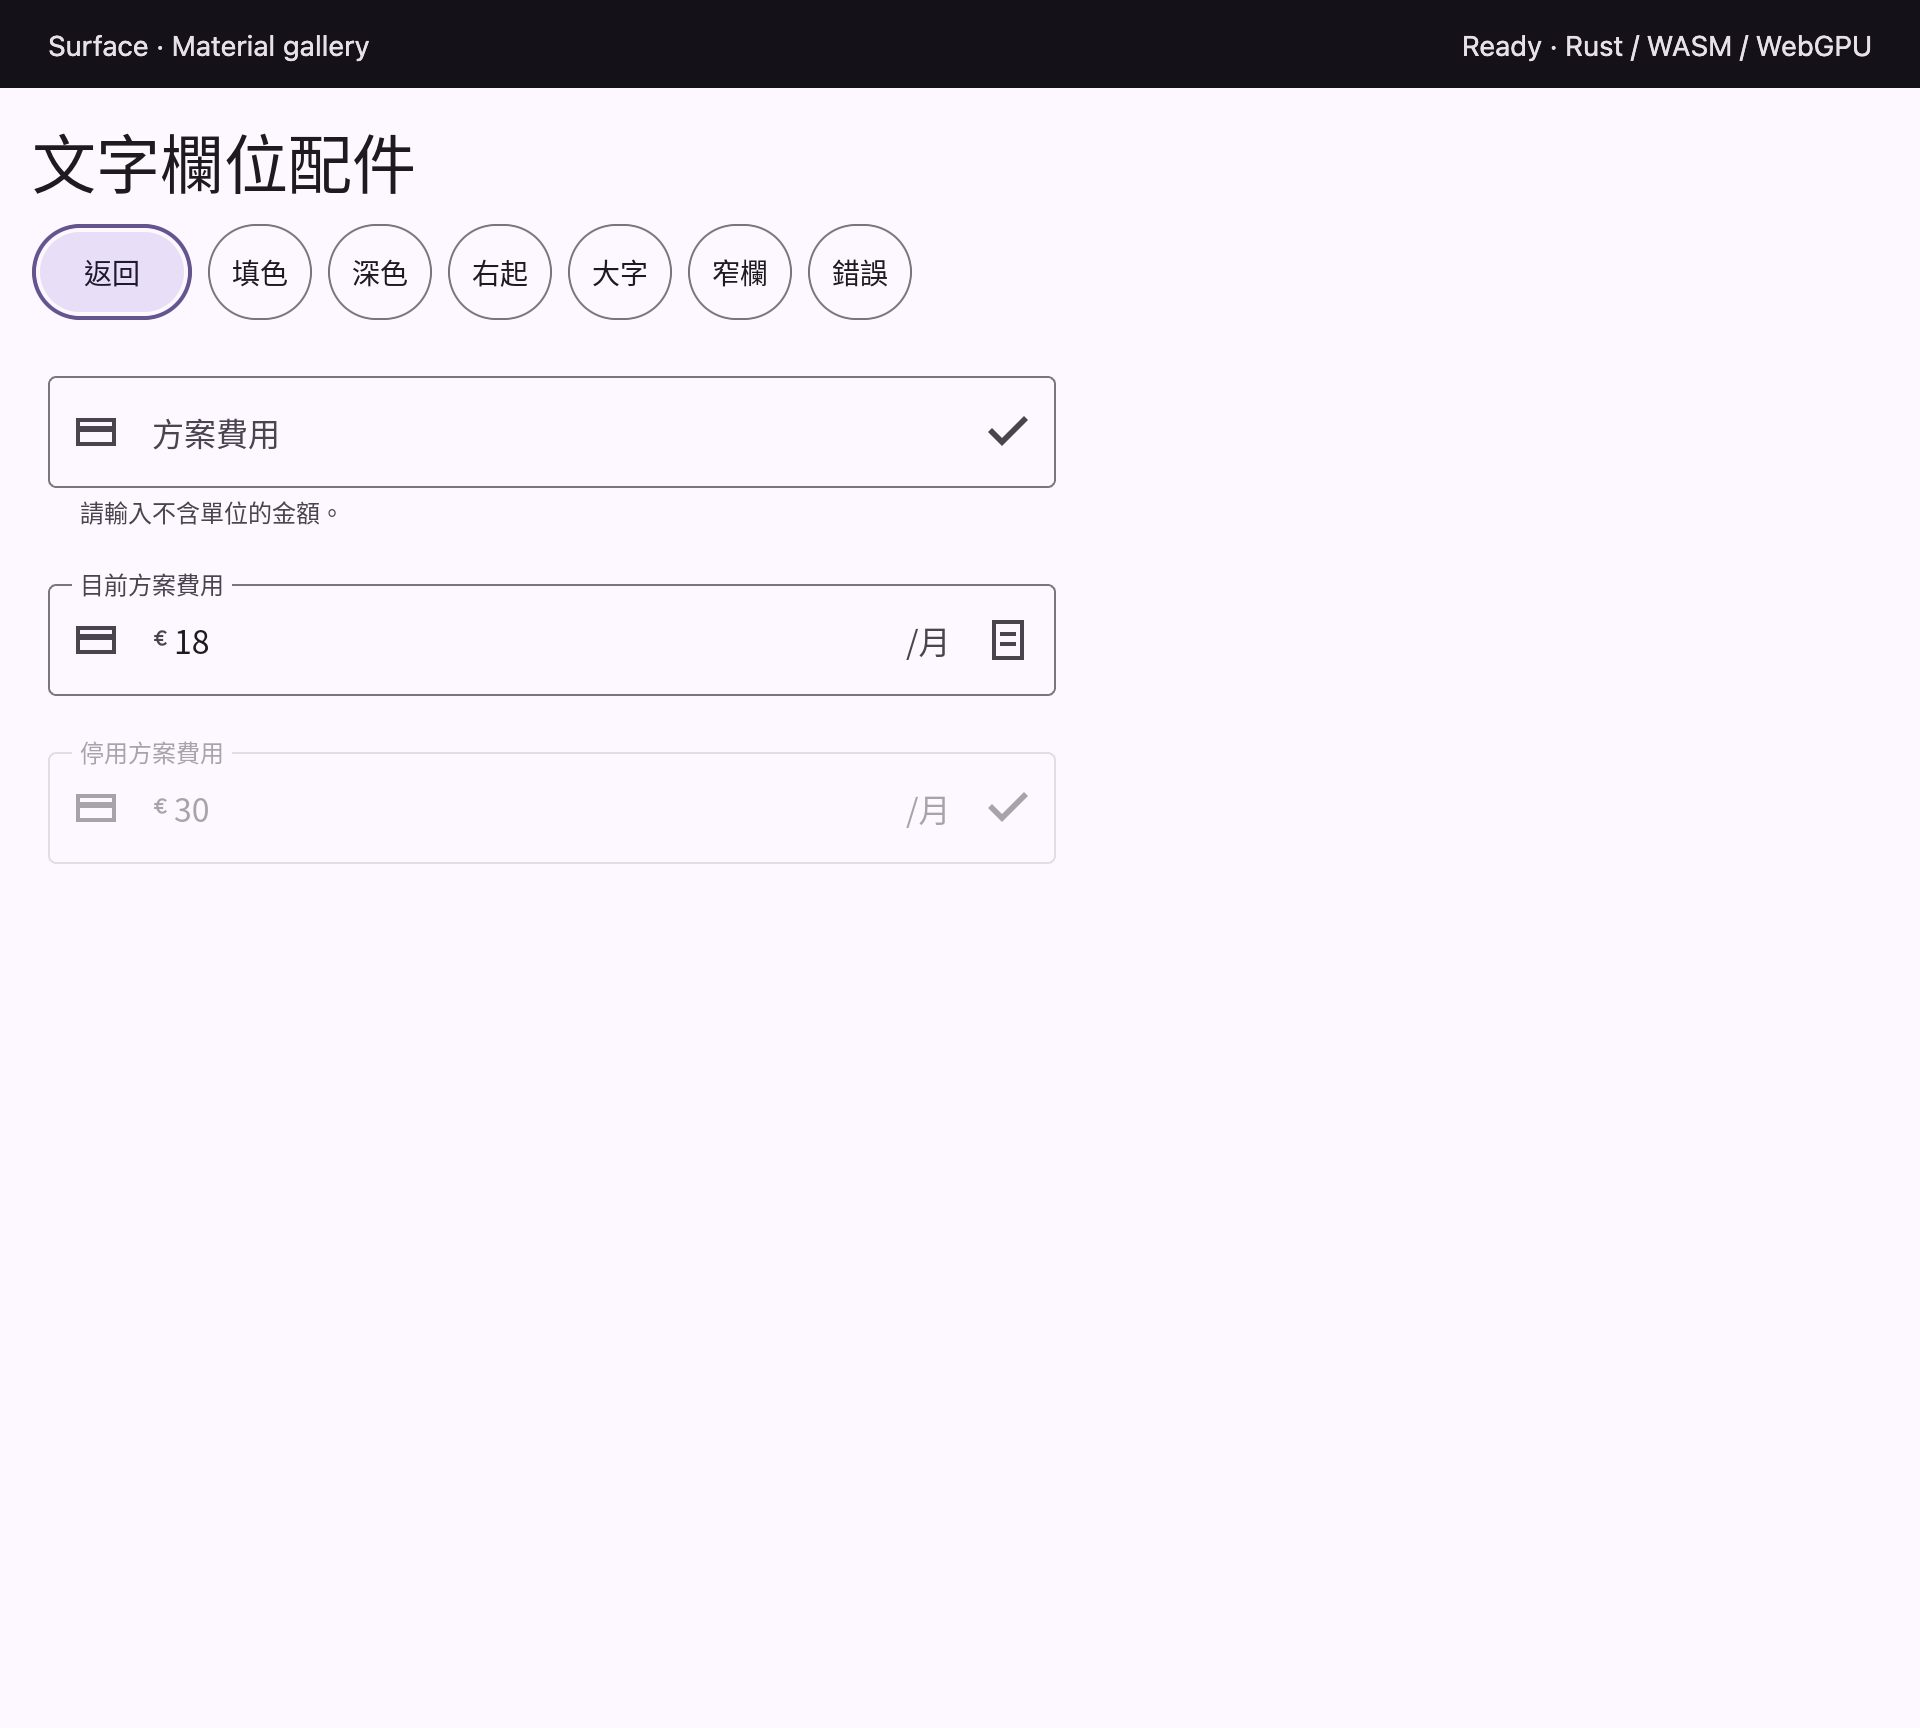 Surface · Material gallery
Ready · Rust / WASM / WebGPU
文字欄位配件
返回 填色 深色 右起 大字 窄欄 錯誤
方案費用
請輸入不含單位的金額。
目前方案費用
€ 18 /月
停用方案費用
€ 30 /月